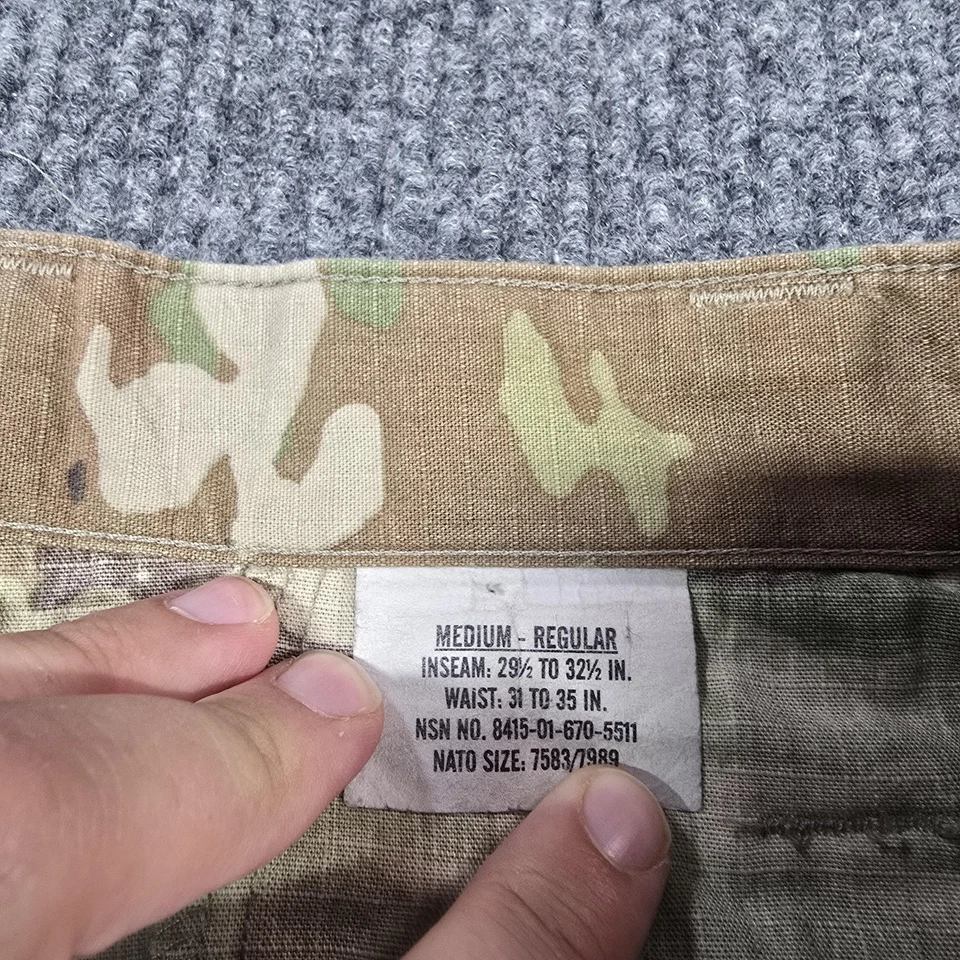 MEDIUM - REGULAR
INSEAM: 29½ TO 32½ IN.
WAIST: 31 TO 35 IN.
NSN NO. 8415-01-670-5511
NATO SIZE: 7583/7989